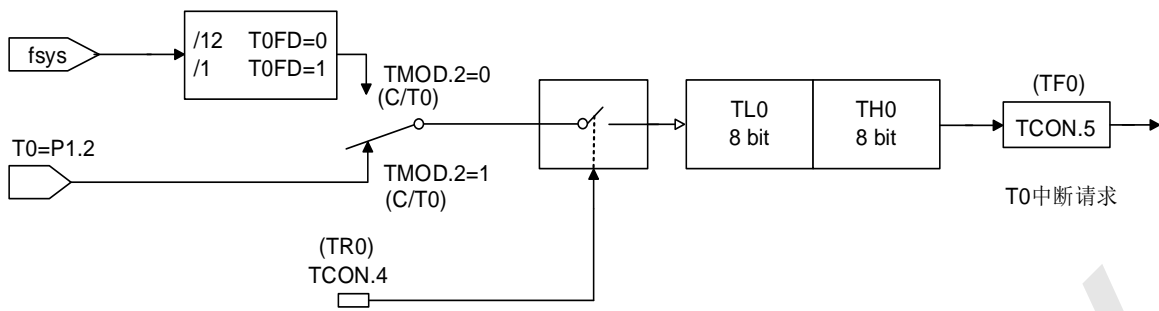 fsys
/12 T0FD=0
/1 T0FD=1
TMOD.2=0
(C/T0)
T0=P1.2
TMOD.2=1
(C/T0)
(TR0)
TCON.4
TL0
8 bit
TH0
8 bit
(TF0)
TCON.5
T0中断请求